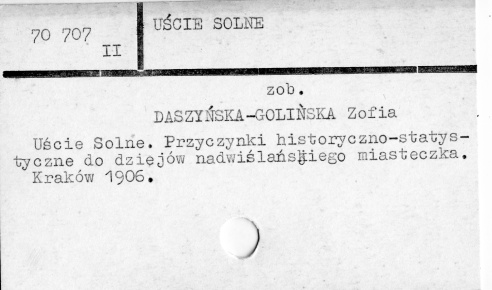 70 707
II
UŚCIE SOLNE
zob.
DASZYŃSKA-GOLIŃSKA Zofia
Uście Solne. Przyczynki historyczno-statys-
tyczne do dziejów nadwiślańskiego miasteczka.
Kraków 1906.